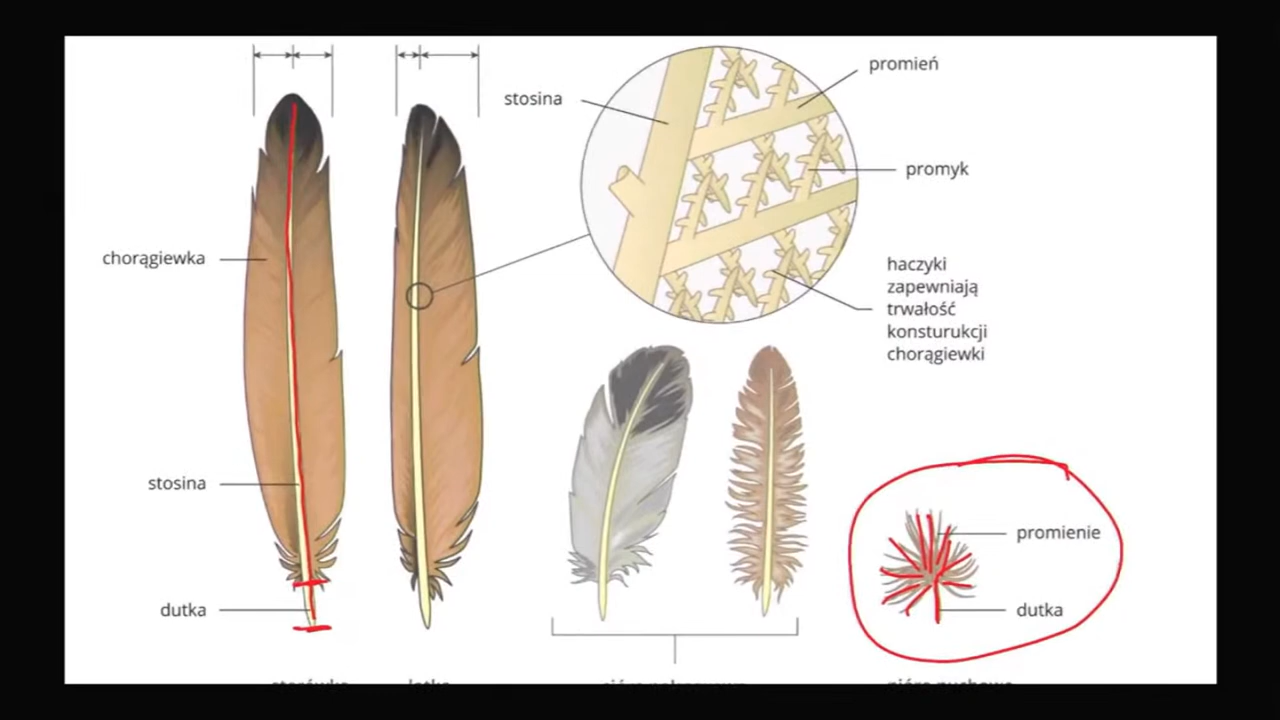 promień
stosina
promyk
chorągiewka
haczyki
zapewniają
trwałość
konsturukcji
chorągiewki
stosina
promienie
dutka
dutka